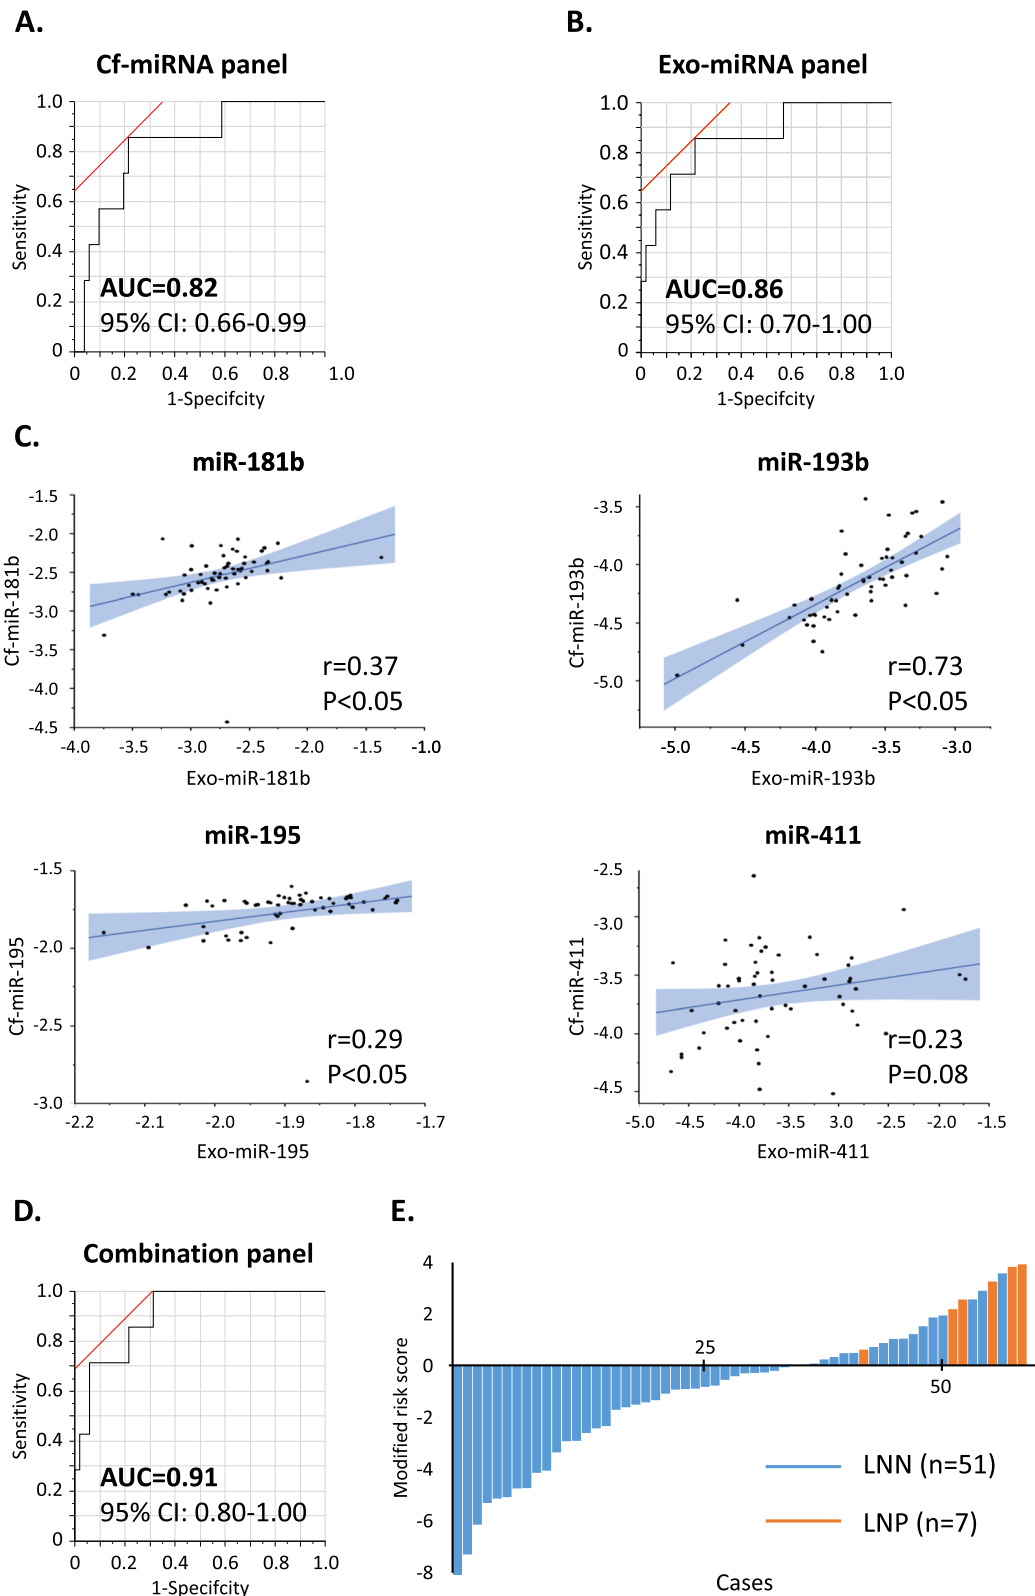 A.
B.
Cf-miRNA panel
Exo-miRNA panel
1.0
0.8
0.6
0.4
0.2
0
Sensitivity
AUC=0.82
95% CI: 0.66-0.99
0 0.2 0.4 0.6 0.8 1.0
1-Specifcity
1.0
0.8
0.6
0.4
0.2
0
Sensitivity
AUC=0.86
95% CI: 0.70-1.00
0 0.2 0.4 0.6 0.8 1.0
1-Specifcity
C.
miR-181b
-1.5
-2.0
-2.5
-3.0
-3.5
-4.0
-4.5
Cf-miR-181b
r=0.37
P<0.05
-4.0 -3.5 -3.0 -2.5 -2.0 -1.5 -1.0
Exo-miR-181b
miR-193b
-3.5
-4.0
-4.5
-5.0
Cf-miR-193b
r=0.73
P<0.05
-5.0 -4.5 -4.0 -3.5 -3.0
Exo-miR-193b
miR-195
-1.5
-2.0
-2.5
-3.0
Cf-miR-195
r=0.29
P<0.05
-2.2 -2.1 -2.0 -1.9 -1.8 -1.7
Exo-miR-195
miR-411
-2.5
-3.0
-3.5
-4.0
-4.5
Cf-miR-411
r=0.23
P=0.08
-5.0 -4.5 -4.0 -3.5 3.0 -2.5 -2.0 -1.5
Exo-miR-411
D.
Combination panel
1.0
0.8
0.6
0.4
0.2
0
Sensitivity
AUC=0.91
95% CI: 0.80-1.00
0 0.2 0.4 0.6 0.8 1.0
1-Specifcity
E.
4
2
0
-2
-4
-6
-8
Modified risk score
25
50
LNN (n=51)
LNP (n=7)
Cases